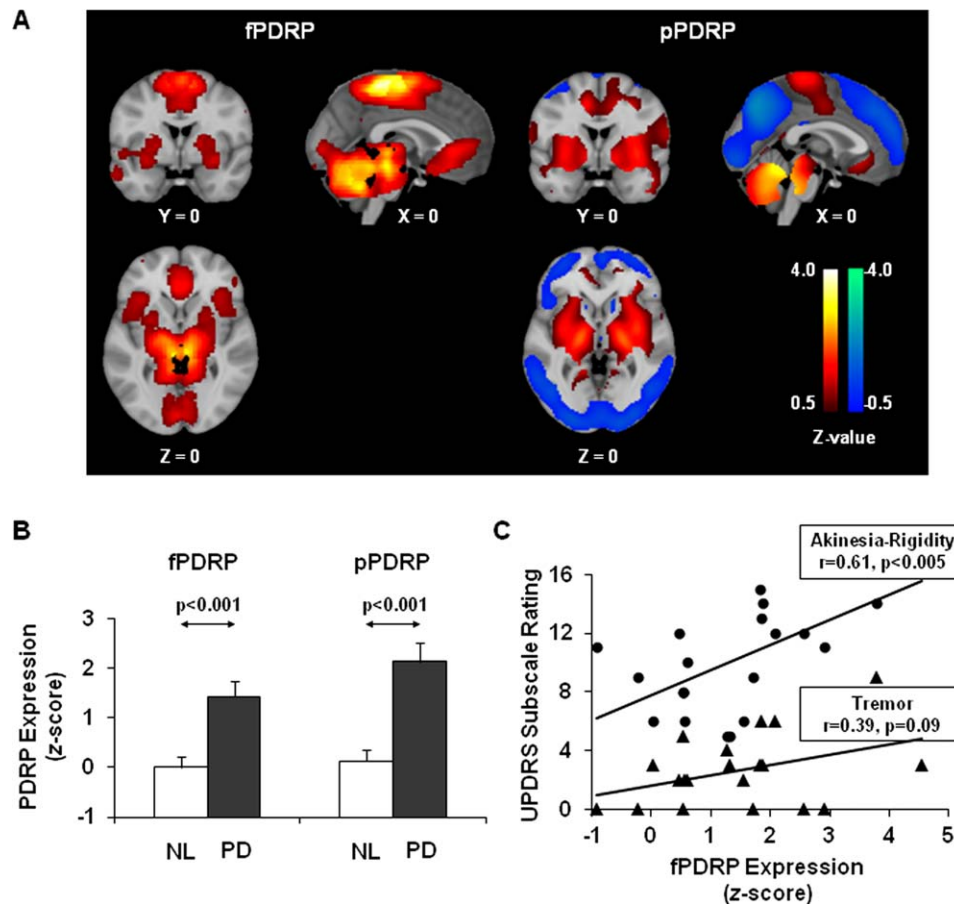 A
fPDRP
pPDRP
Y = 0
X = 0
Y = 0
X = 0
Z = 0
Z = 0
4.0
-4.0
0.5
-0.5
Z-value
B
fPDRP
pPDRP
p<0.001
p<0.001
3
2
1
0
-1
PDRP Expression
(z-score)
NL
PD
NL
PD
C
Akinesia-Rigidity
r=0.61, p<0.005
Tremor
r=0.39, p=0.09
16
12
8
4
0
UPDRS Subscale Rating
-1
0
1
2
3
4
5
fPDRP Expression
(z-score)